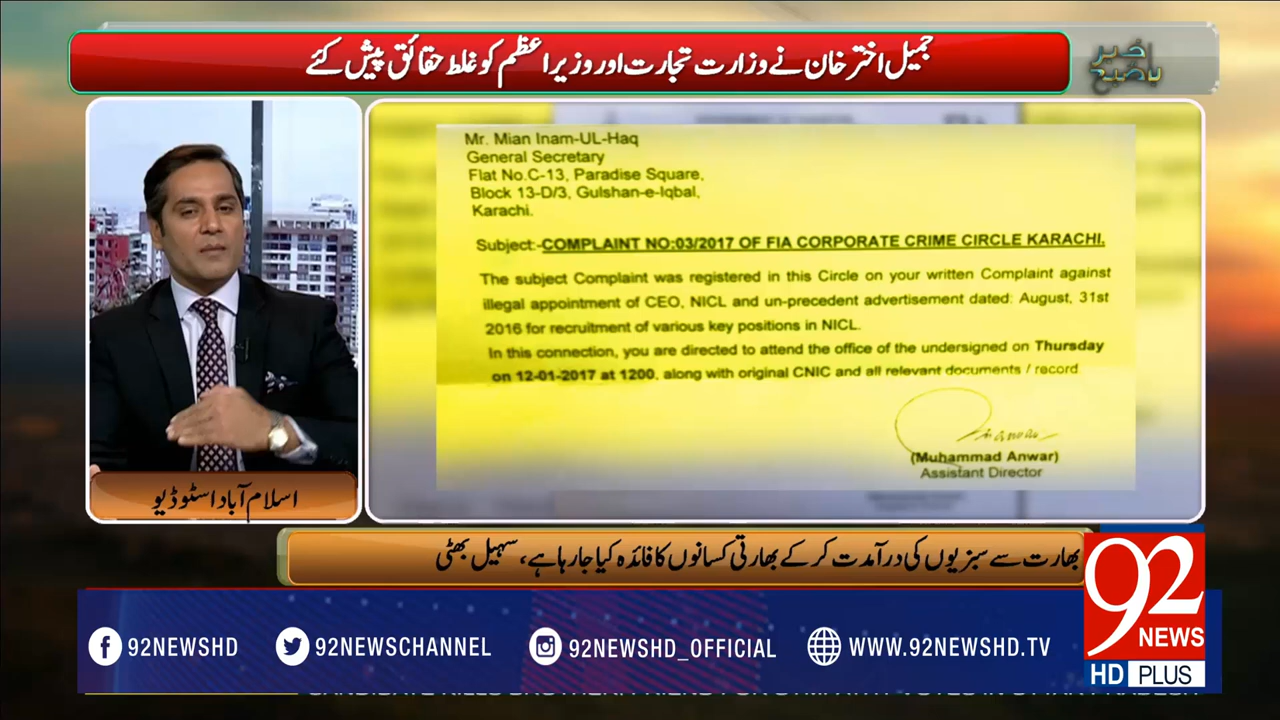 جمیل اختر خان نے وزارت تجارت اور وزیر اعظم کو غلط حقائق پیش کئے
Mr. Mian Inam-UL-Haq
General Secretary
Flat No.C-13, Paradise Square,
Block 13-D/3, Gulshan-e-Iqbal,
Karachi.
Subject:-COMPLAINT NO:03/2017 OF FIA CORPORATE CRIME CIRCLE KARACHI.
The subject Complaint was registered in this Circle on your written Complaint against
illegal appointment of CEO, NICL and un-precedent advertisement dated: August, 31st
2016 for recruitment of various key positions in NICL.
In this connection, you are directed to attend the office of the undersigned on Thursday
on 12-01-2017 at 1200, along with original CNIC and all relevant documents / record
(Muhammad Anwar)
Assistant Director
اسلام آباد اسٹوڈیو
بھارت سے سبزیوں کی درآمدت کر کے بھارتی کسانوں کا فائدہ کیا جا رہا ہے، سہیل بھٹی
92 NEWS
HD PLUS
92NEWSHD
92NEWSCHANNEL
92NEWSHD_OFFICIAL
WWW.92NEWSHD.TV